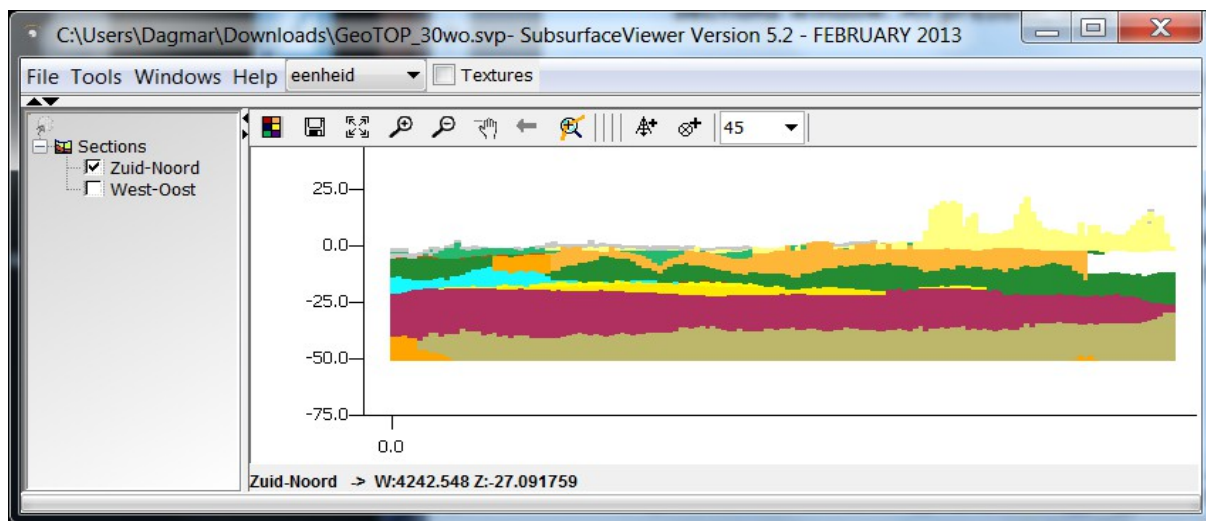 C:\Users\Dagmar\Downloads\GeoTOP_30wo.svp- SubsurfaceViewer Version 5.2 - FEBRUARY 2013
File Tools Windows Help eenheid Textures
45
Sections
Zuid-Noord
West-Oost
25.0
0.0
-25.0
-50.0
-75.0
0.0
Zuid-Noord -> W:4242.548 Z:-27.091759